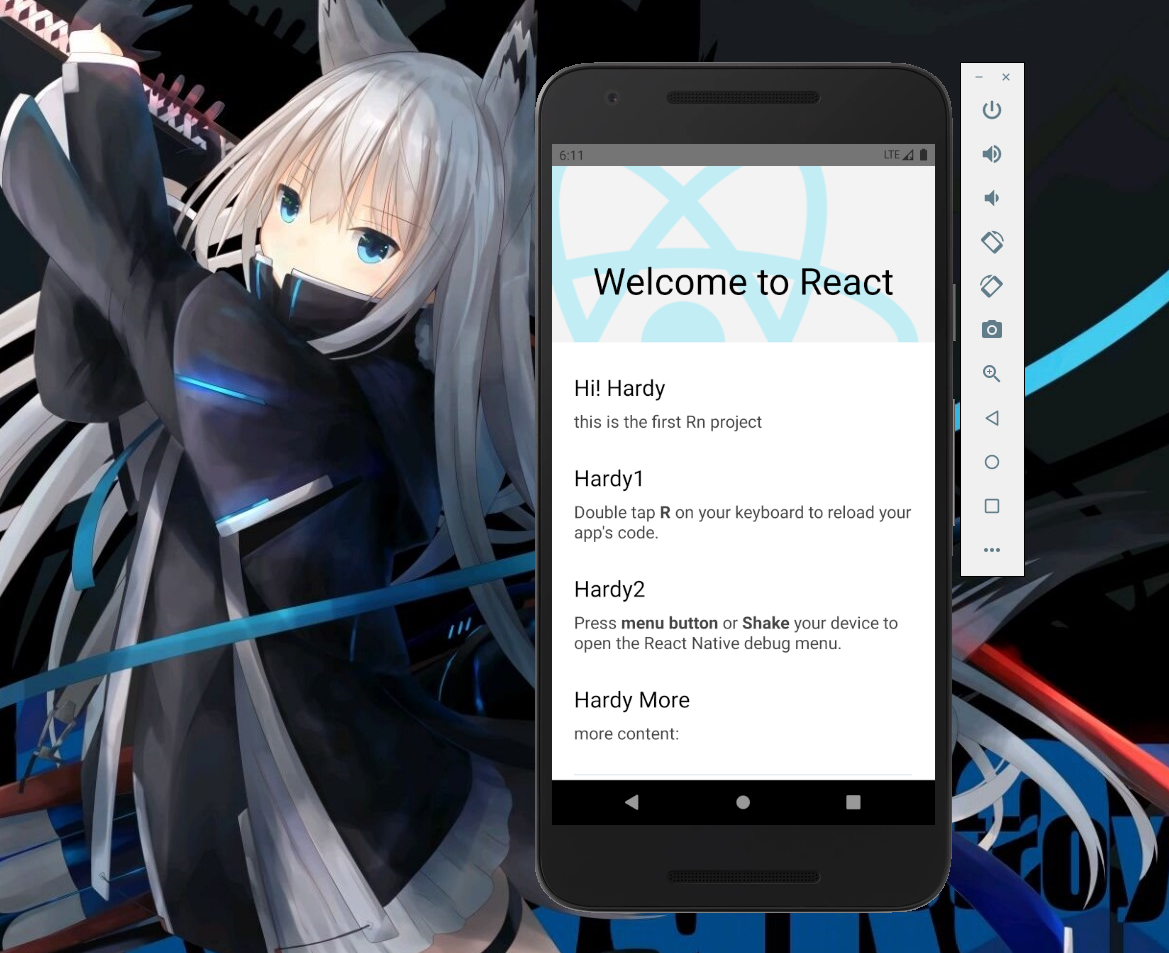 6:11 LTE
Welcome to React
Hi! Hardy
this is the first Rn project
Hardy1
Double tap R on your keyboard to reload your
app's code.
Hardy2
Press menu button or Shake your device to
open the React Native debug menu.
Hardy More
more content: